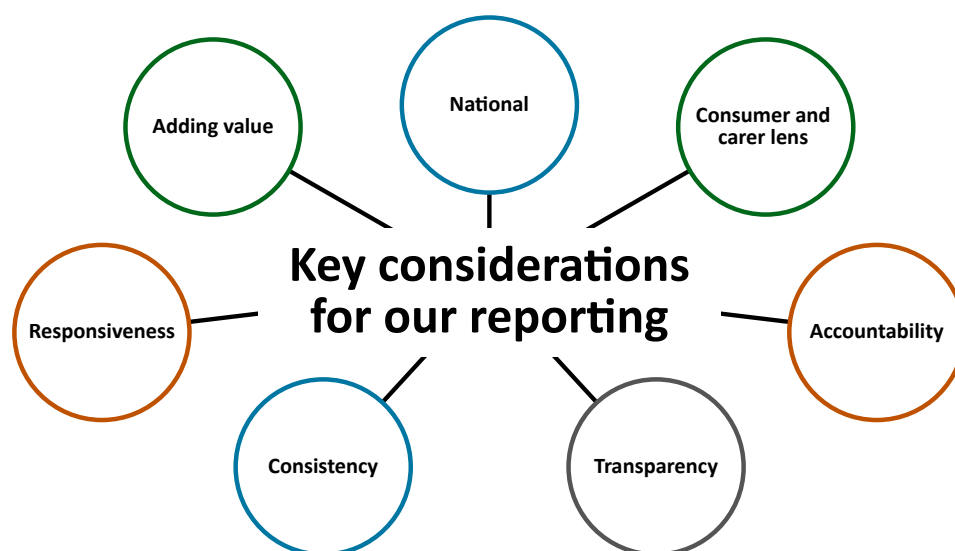 National
Adding value
Consumer and
carer lens
Key considerations
for our reporting
Responsiveness
Accountability
Consistency
Transparency